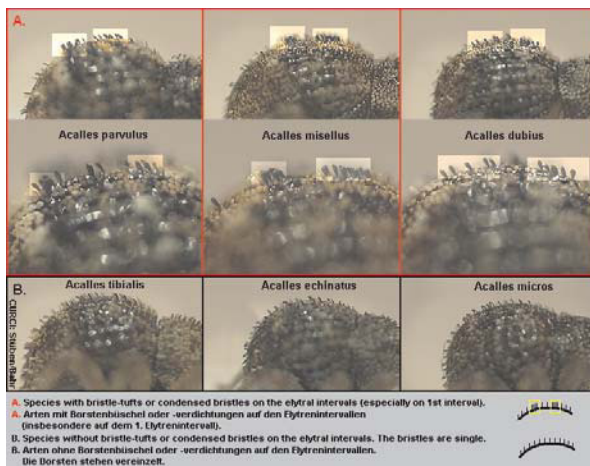 A.
Acalles parvulus
Acalles misellus
Acalles dubius
B.
Acalles tibialis
Acalles echinatus
Acalles micros
CURCI: Stüben/Bahr
A. Species with bristle-tufts or condensed bristles on the elytral intervals (especially on 1st interval).
A. Arten mit Borstenbüschel oder -verdichtungen auf den Elytrenintervallen
(insbesondere auf dem 1. Elytrenintervall).
B. Species without bristle-tufts or condensed bristles on the elytral intervals. The bristles are single.
B. Arten ohne Borstenbüschel oder -verdichtungen auf den Elytrenintervallen.
Die Borsten stehen vereinzelt.